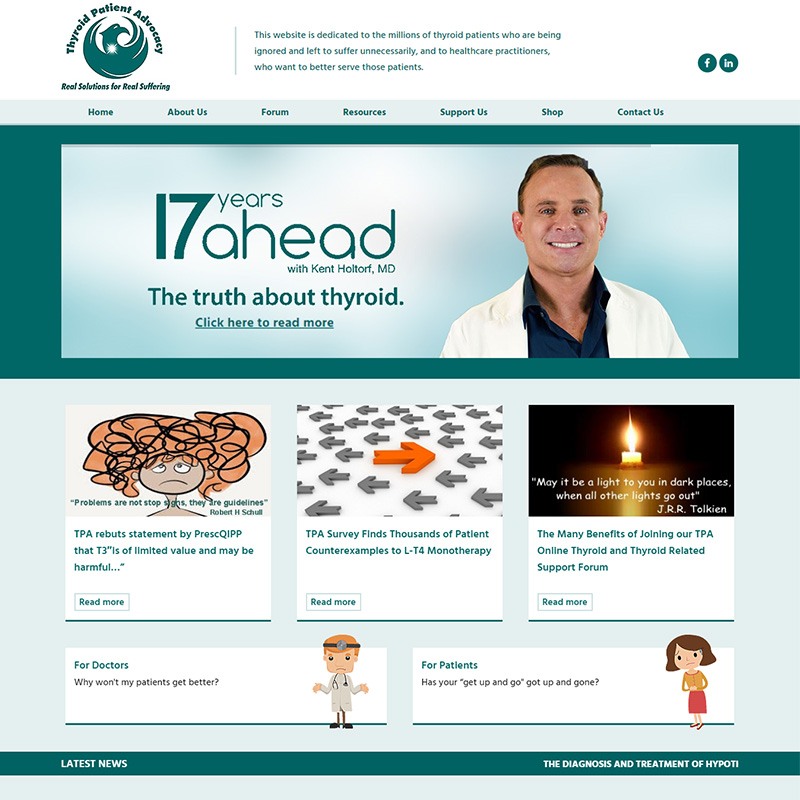 Thyroid Patient Advocacy
Real Solutions for Real Suffering
This website is dedicated to the millions of thyroid patients who are being
ignored and left to suffer unnecessarily, and to healthcare practitioners,
who want to better serve those patients.
f in
Home About Us Forum Resources Support Us Shop Contact Us
17 years
ahead
with Kent Holtorf, MD
The truth about thyroid.
Click here to read more
"Problems are not stop signs, they are guidelines"
Robert H Schull
TPA rebuts statement by PrescQIPP
that T3"is of limited value and may be
harmful…"
Read more
TPA Survey Finds Thousands of Patient
Counterexamples to L-T4 Monotherapy
Read more
"May it be a light to you in dark places,
when all other lights go out"
J.R.R. Tolkien
The Many Benefits of Joining our TPA
Online Thyroid and Thyroid Related
Support Forum
Read more
For Doctors
Why won't my patients get better?
For Patients
Has your "get up and go" got up and gone?
LATEST NEWS
THE DIAGNOSIS AND TREATMENT OF HYPOTI